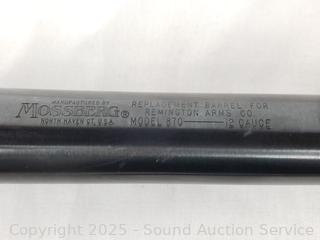 MANUFACTURED BY
MOSSBERG®
NORTH HAVEN CT, U.S.A.
REPLACEMENT BARREL FOR
REMINGTON ARMS CO.
MODEL 870———12 GAUGE
Copyright 2025 - Sound Auction Service